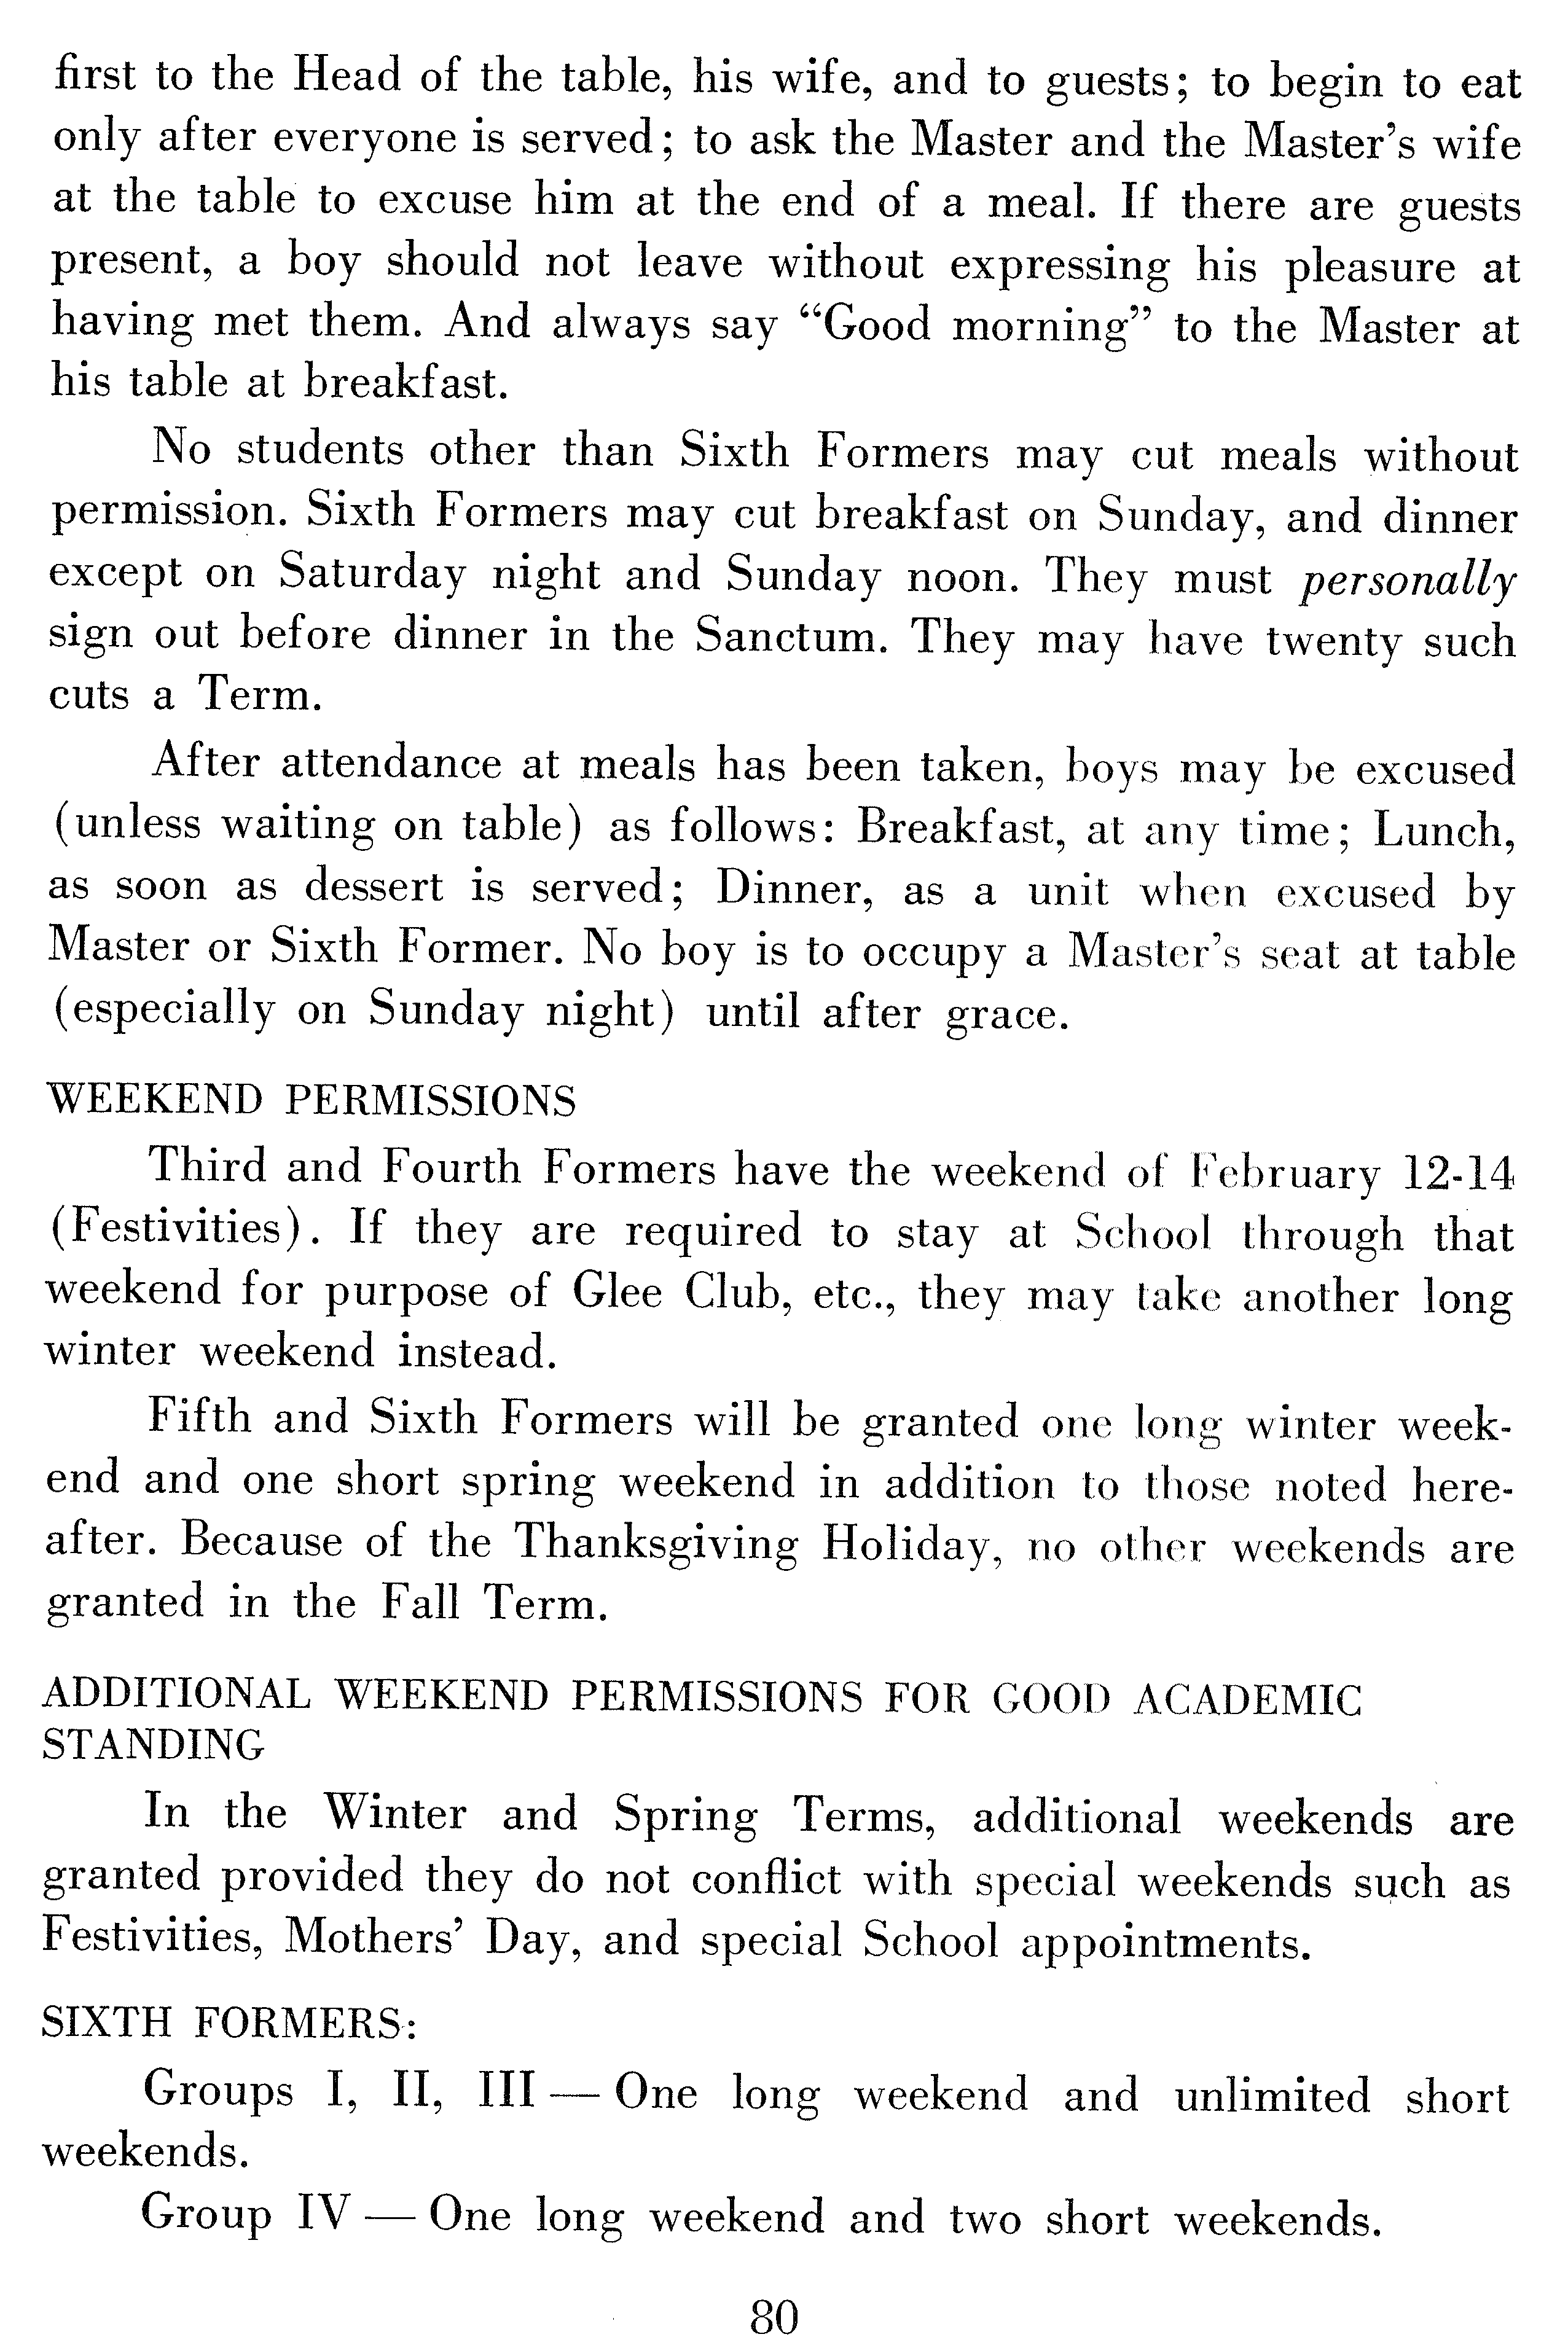 first to the Head of the table, his wife, and to guests; to begin to eat
only after everyone is served; to ask the Master and the Master's wife
at the table to excuse him at the end of a meal. If there are guests
present, a boy should not leave without expressing his pleasure at
having met them. And always say “Good morning” to the Master at
his table at breakfast.
No students other than Sixth Formers may cut meals without
permission. Sixth Formers may cut breakfast on Sunday, and dinner
except on Saturday night and Sunday noon. They must personally
sign out before dinner in the Sanctum. They may have twenty such
cuts a Term.
After attendance at meals has been taken, boys may be excused
(unless waiting on table) as follows: Breakfast, at any time; Lunch,
as soon as dessert is served; Dinner, as a unit when excused by
Master or Sixth Former. No boy is to occupy a Master's seat at table
(especially on Sunday night) until after grace.
WEEKEND PERMISSIONS
Third and Fourth Formers have the weekend of February 12-14
(Festivities). If they are required to stay at School through that
weekend for purpose of Glee Club, etc., they may take another long
winter weekend instead.
Fifth and Sixth Formers will be granted one long winter week-
end and one short spring weekend in addition to those noted here-
after. Because of the Thanksgiving Holiday, no other weekends are
granted in the Fall Term.
ADDITIONAL WEEKEND PERMISSIONS FOR GOOD ACADEMIC
STANDING
In the Winter and Spring Terms, additional weekends are
granted provided they do not conflict with special weekends such as
Festivities, Mothers' Day, and special School appointments.
SIXTH FORMERS:
Groups I, II, III — One long weekend and unlimited short
weekends.
Group IV — One long weekend and two short weekends.
80